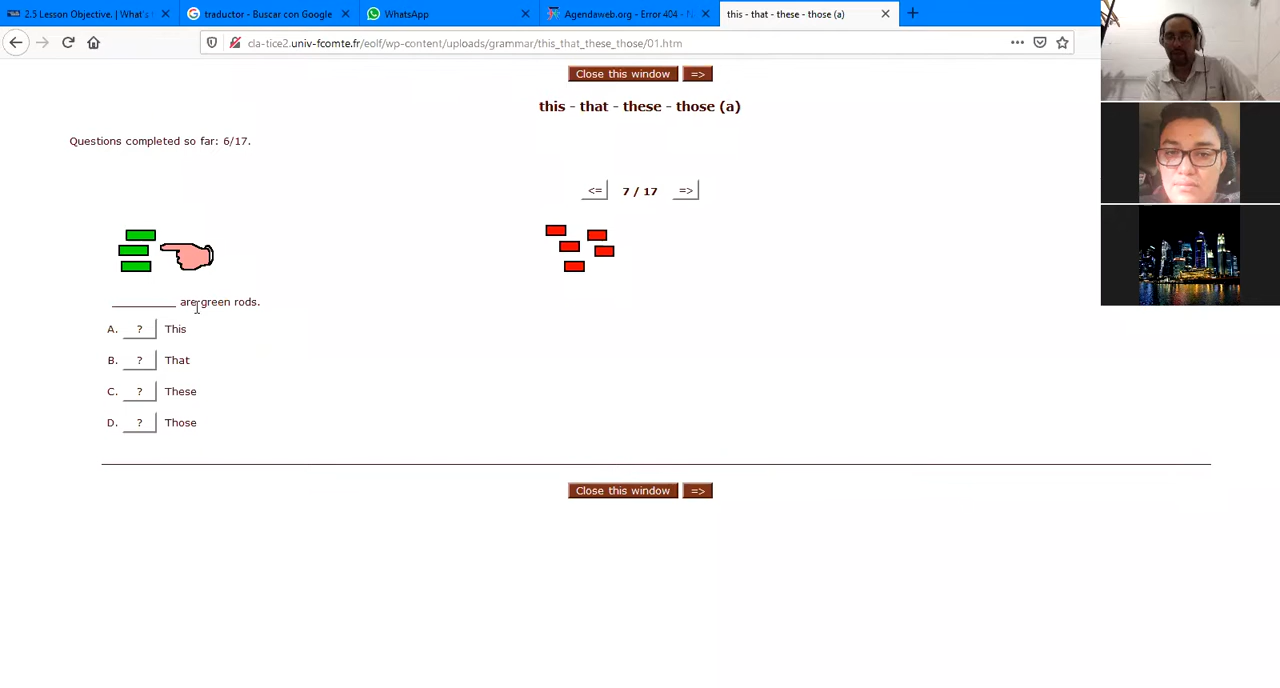 2.5 Lesson Objective. | What's
traductor - Buscar con Google
WhatsApp
Agendaweb.org - Error 404 - N
this - that - these - those (a)
cla-tice2.univ-fcomte.fr/eolf/wp-content/uploads/grammar/this_that_these_those/01.htm
Close this window =>
this - that - these - those (a)
Questions completed so far: 6/17.
<= 7 / 17 =>
__________ are green rods.
A. ? This
B. ? That
C. ? These
D. ? Those
Close this window =>